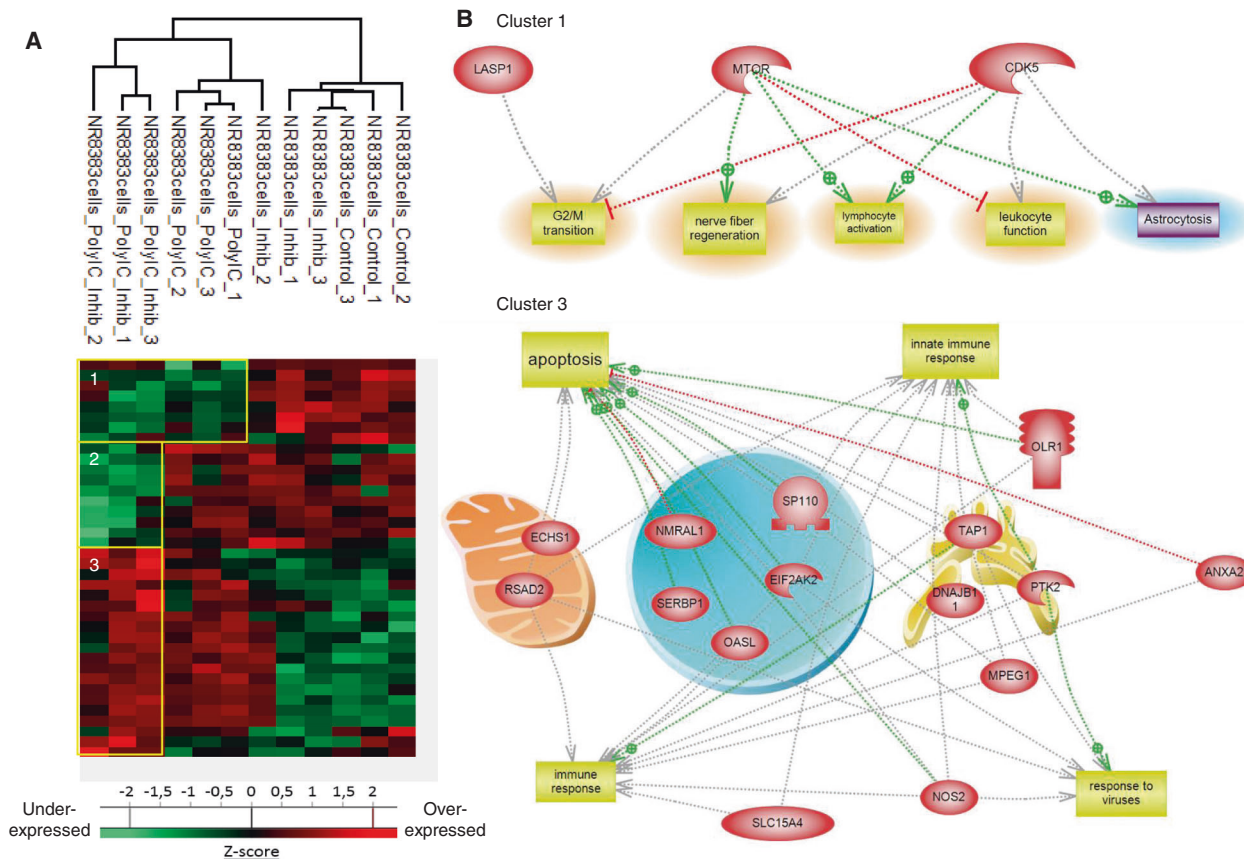 A
NR8383cells_PolyIC_Inhib_2
NR8383cells_PolyIC_Inhib_1
NR8383cells_PolyIC_Inhib_3
NR8383cells_PolyIC_2
NR8383cells_PolyIC_3
NR8383cells_PolyIC_1
NR8383cells_Inhib_2
NR8383cells_Inhib_1
NR8383cells_Inhib_3
NR8383cells_Control_3
NR8383cells_Control_1
NR8383cells_Control_2
1
2
3
-2 -1,5 -1 -0,5 0 0,5 1 1,5 2
Under-
expressed
Over-
expressed
Z-score
B
Cluster 1
LASP1
MTOR
CDK5
G2/M
transition
nerve fiber
regeneration
lymphocyte
activation
leukocyte
function
Astrocytosis
Cluster 3
apoptosis
innate immune
response
OLR1
SP110
ECHS1
NMRAL1
TAP1
ANXA2
RSAD2
EIF2AK2
PTK2
SERBP1
DNAJB1
1
OASL
MPEG1
immune
response
NOS2
response to
viruses
SLC15A4